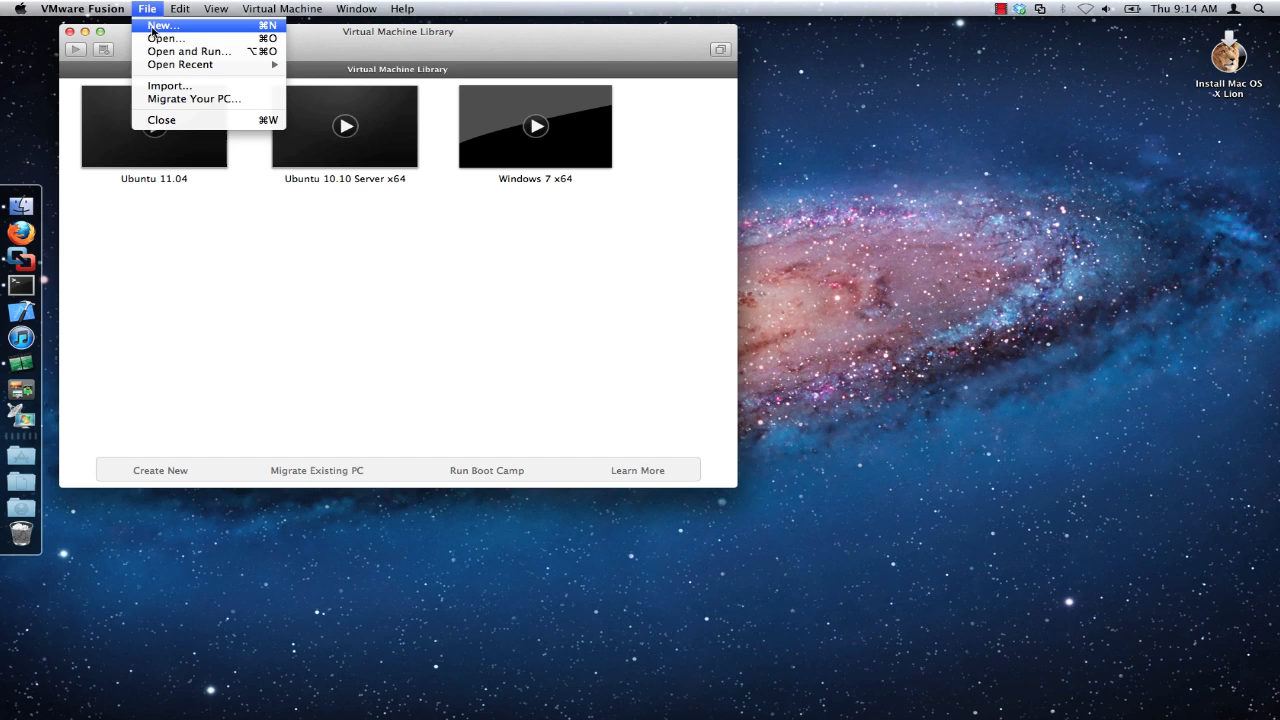 VMware Fusion File Edit View Virtual Machine Window Help Thu 9:14 AM
New... ⌘N
Open... ⌘O
Open and Run... ⌥⌘O
Open Recent
Import...
Migrate Your PC...
Close ⌘W
Virtual Machine Library
Virtual Machine Library
Ubuntu 11.04 Ubuntu 10.10 Server x64 Windows 7 x64
Create New Migrate Existing PC Run Boot Camp Learn More
Install Mac OS
X Lion